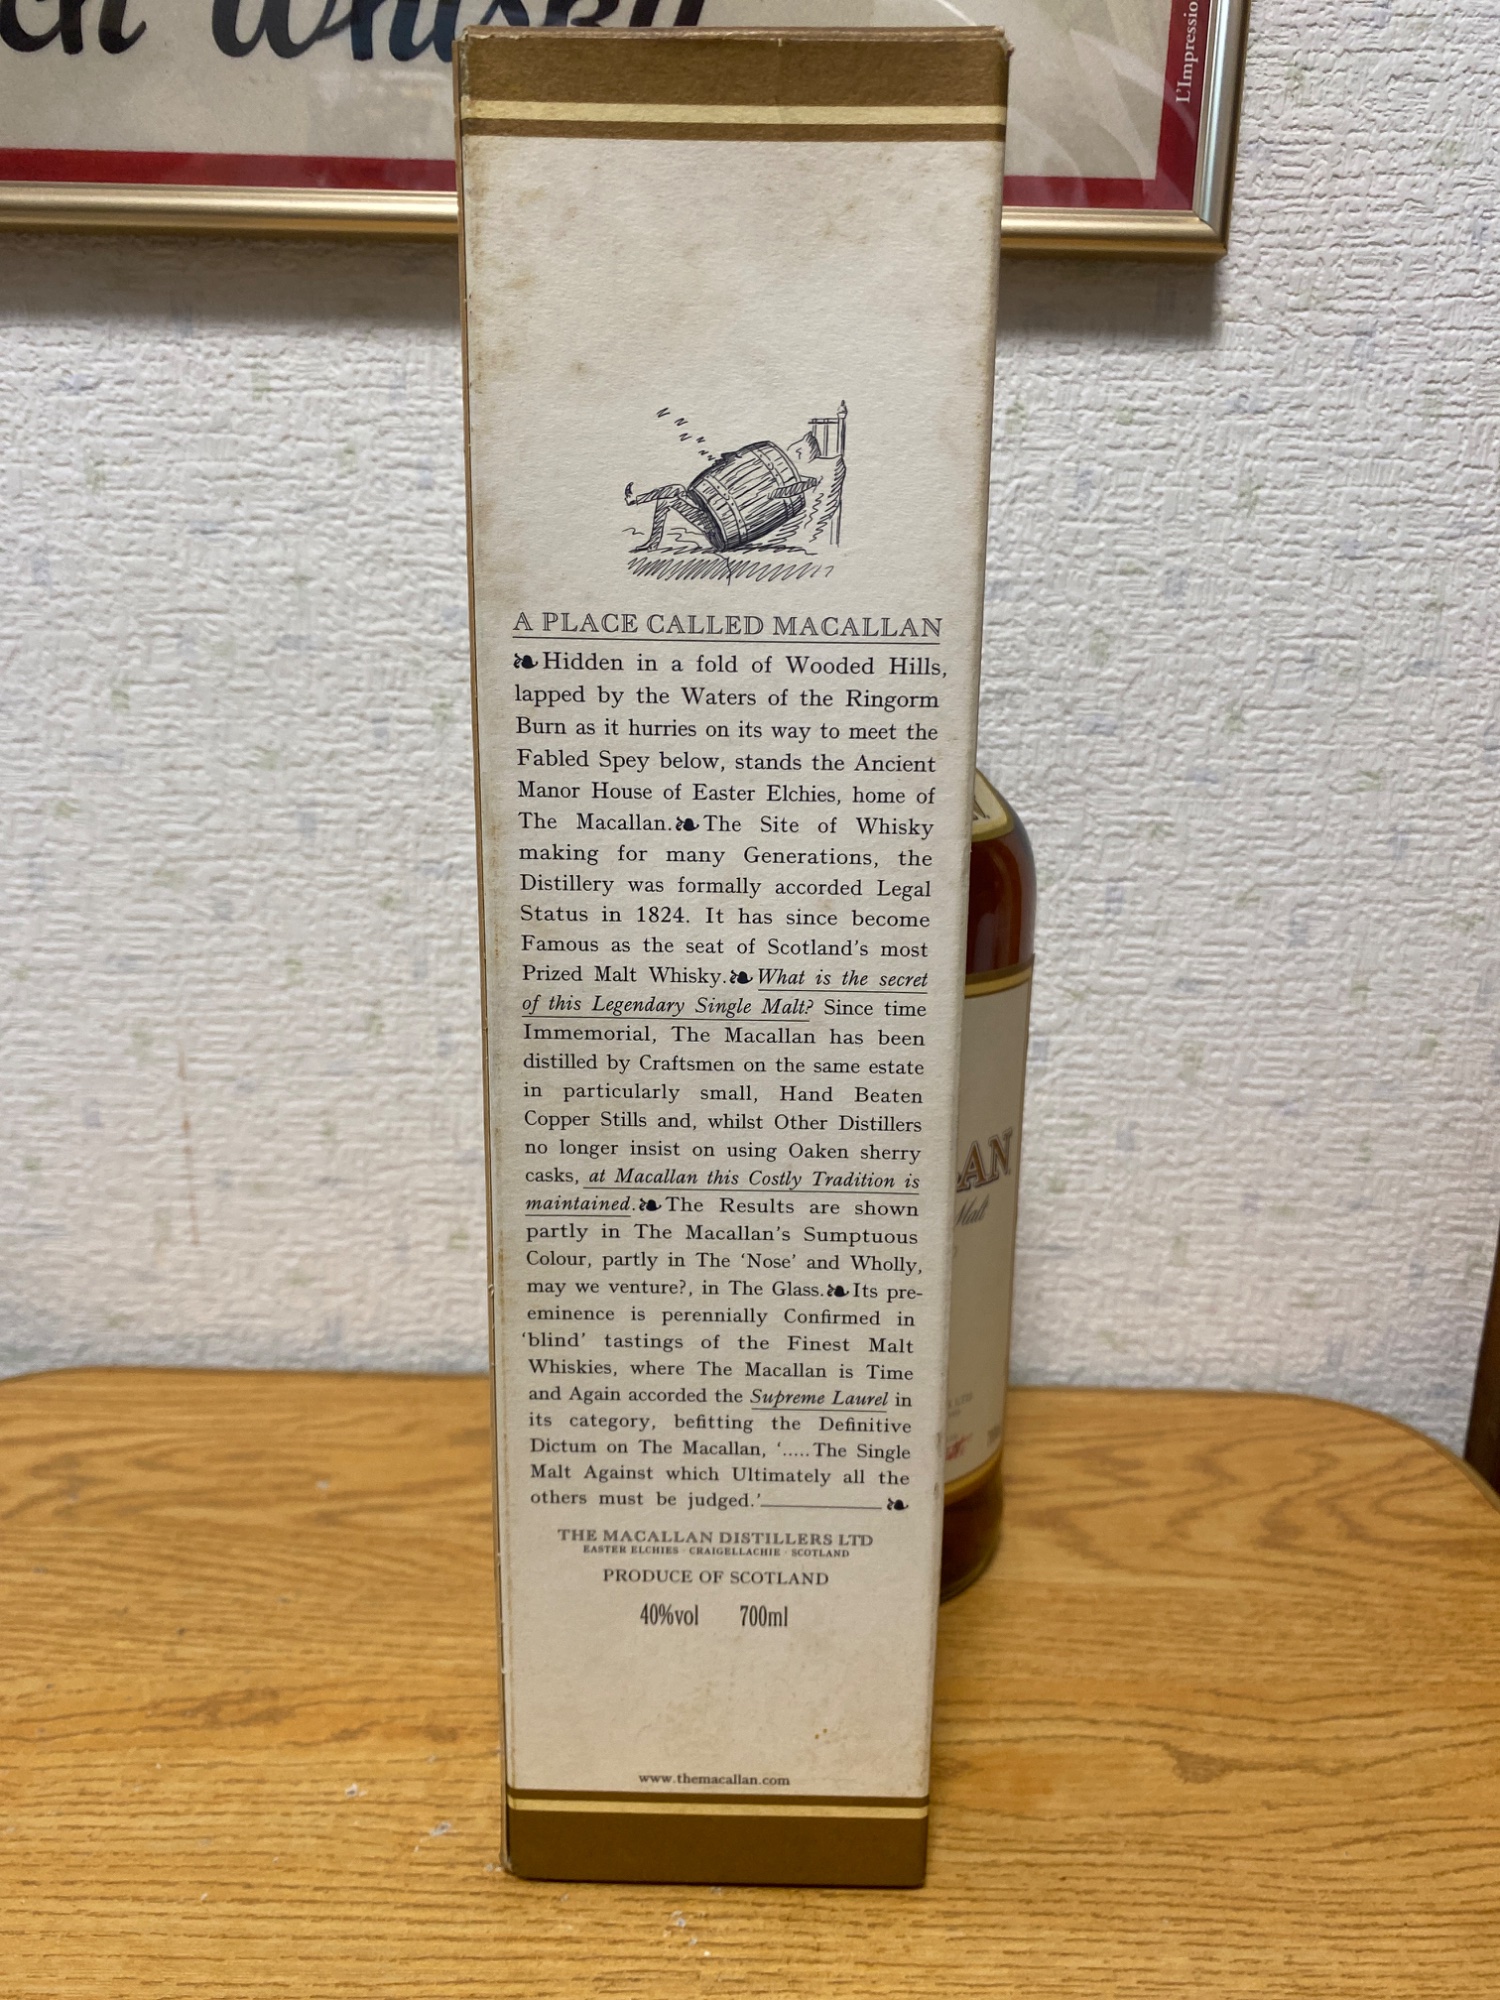 ch Whisky
L'Impressio
A PLACE CALLED MACALLAN
Hidden in a fold of Wooded Hills,
lapped by the Waters of the Ringorm
Burn as it hurries on its way to meet the
Fabled Spey below, stands the Ancient
Manor House of Easter Elchies, home of
The Macallan. The Site of Whisky
making for many Generations, the
Distillery was formally accorded Legal
Status in 1824. It has since become
Famous as the seat of Scotland's most
Prized Malt Whisky. What is the secret
of this Legendary Single Malt? Since time
Immemorial, The Macallan has been
distilled by Craftsmen on the same estate
in particularly small, Hand Beaten
Copper Stills and, whilst Other Distillers
no longer insist on using Oaken sherry
casks, at Macallan this Costly Tradition is
maintained. The Results are shown
partly in The Macallan's Sumptuous
Colour, partly in The 'Nose' and Wholly,
may we venture?, in The Glass. Its pre-
eminence is perennially Confirmed in
'blind' tastings of the Finest Malt
Whiskies, where The Macallan is Time
and Again accorded the Supreme Laurel in
its category, befitting the Definitive
Dictum on The Macallan, '.....The Single
Malt Against which Ultimately all the
others must be judged.'
THE MACALLAN DISTILLERS LTD
EASTER ELCHIES · CRAIGELLACHIE · SCOTLAND
PRODUCE OF SCOTLAND
40%vol 700ml
www.themacallan.com
LAN
Malt